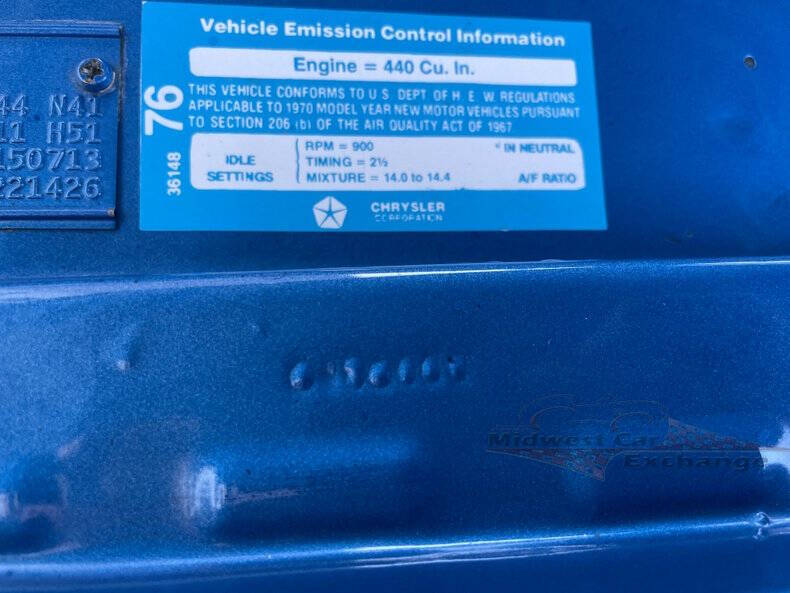 44 N41
11 H51
150713
221426
Vehicle Emission Control Information
Engine = 440 Cu. In.
76
36148
THIS VEHICLE CONFORMS TO U.S. DEPT. OF H. E. W. REGULATIONS
APPLICABLE TO 1970 MODEL YEAR NEW MOTOR VEHICLES PURSUANT
TO SECTION 206 (b) OF THE AIR QUALITY ACT OF 1967
IDLE
SETTINGS
RPM = 900 * IN NEUTRAL
TIMING = 2½
MIXTURE = 14.0 to 14.4 A/F RATIO
CHRYSLER
CORPORATION
Midwest Car
Exchange